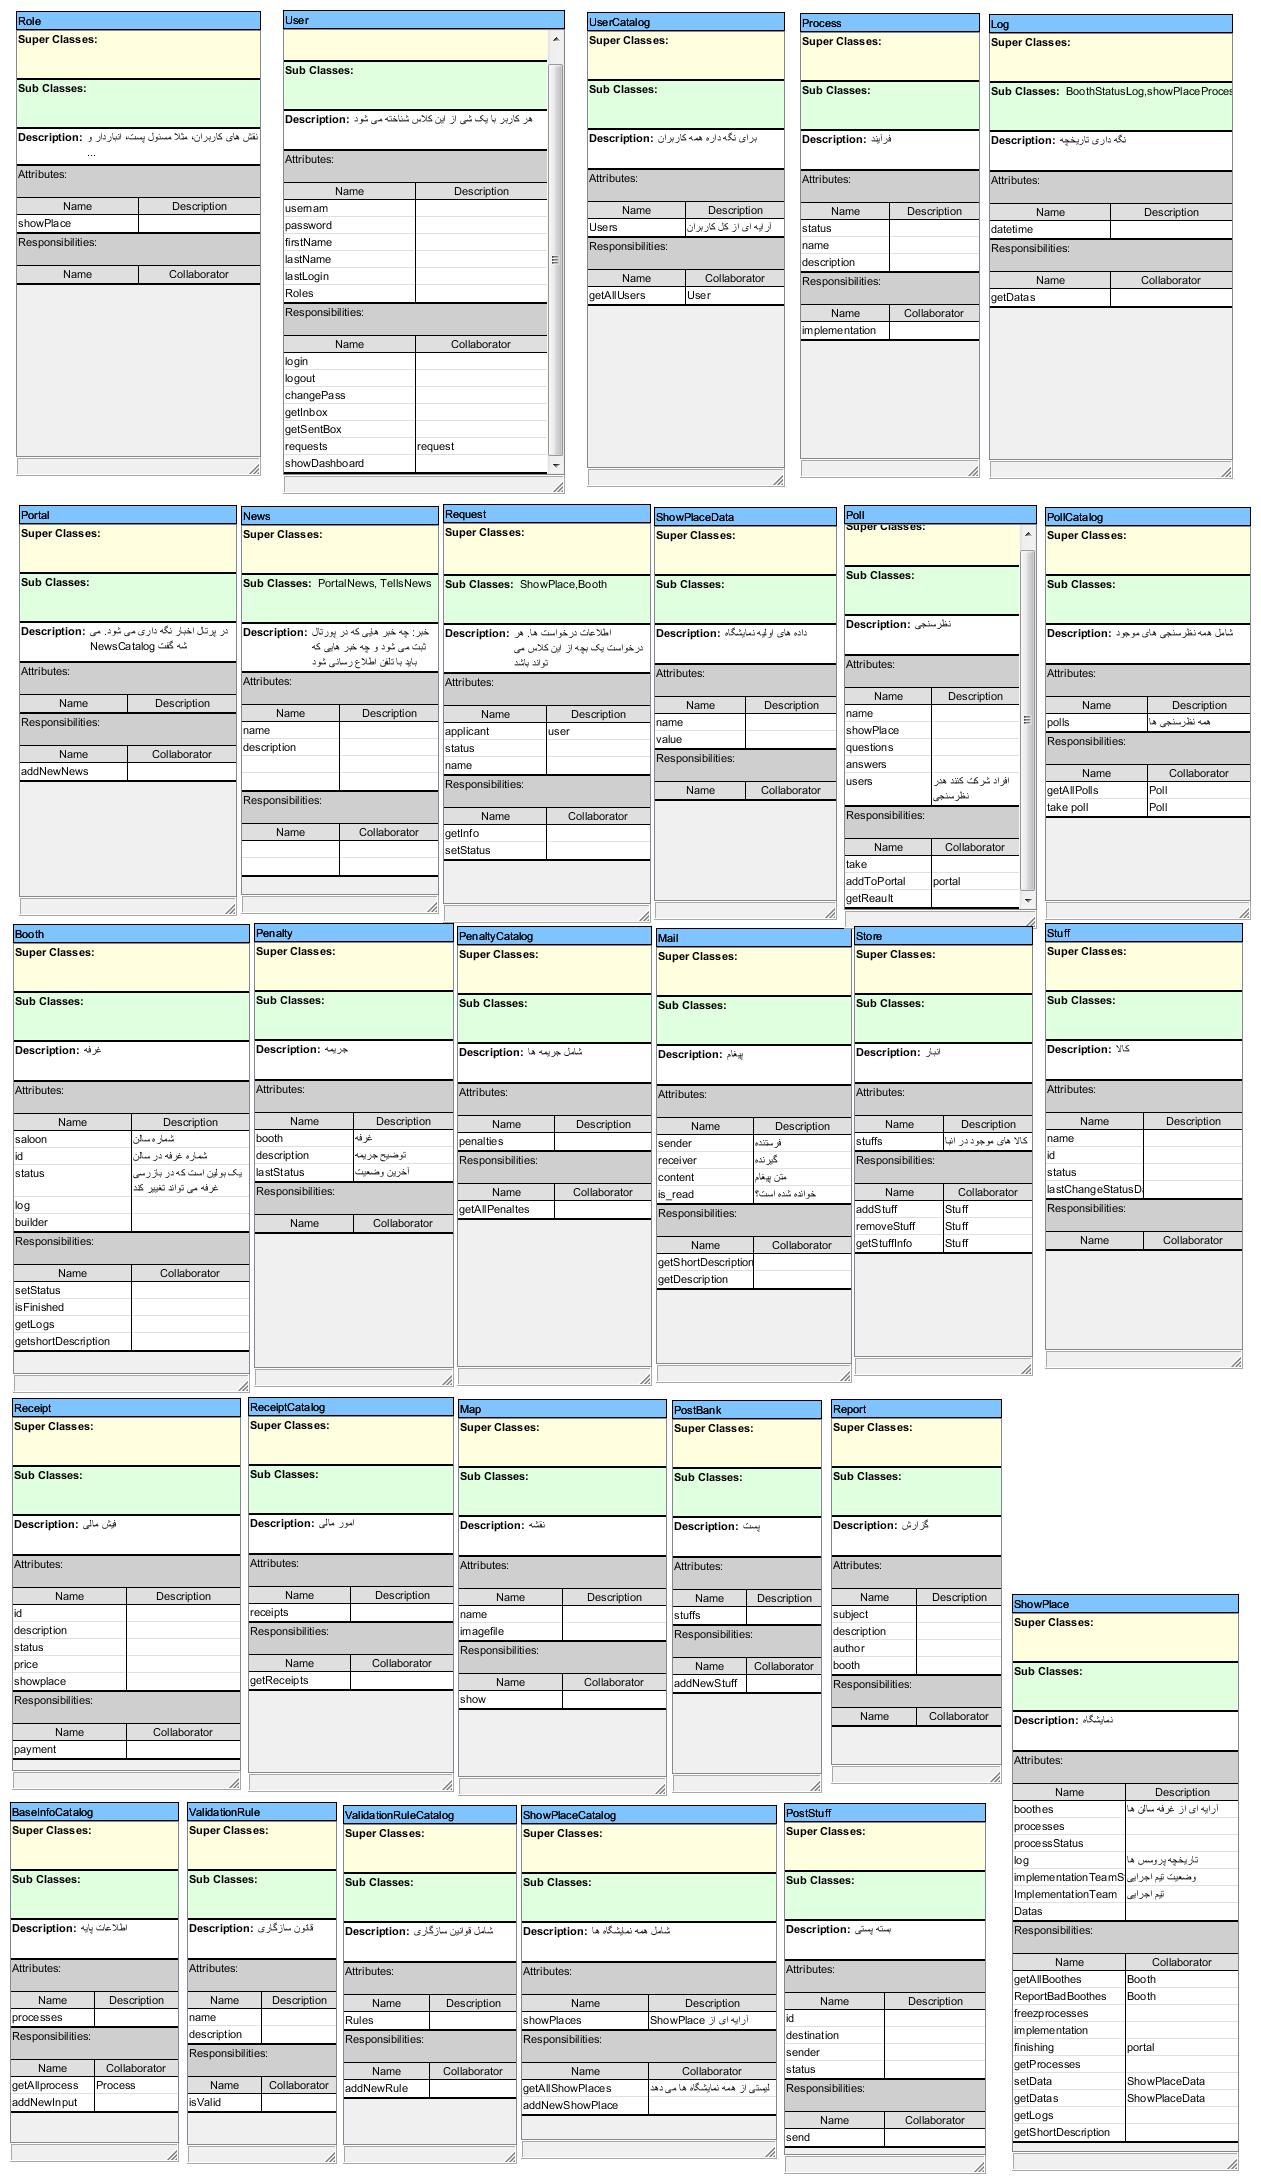 Role
Super Classes:
Sub Classes:
Description: نقش های کاربران، مثلا مسئول پست، انباردار و
...
Attributes:
Name Description
showPlace
Responsibilities:
Name Collaborator
User
Sub Classes:
Description: هر کاربر با یک شی از این کلاس شناخته می شود
Attributes:
Name Description
usernam
password
firstName
lastName
lastLogin
Roles
Responsibilities:
Name Collaborator
login
logout
changePass
getInbox
getSentBox
requests request
showDashboard
UserCatalog
Super Classes:
Sub Classes:
Description: برای نگه داره همه کاربران
Attributes:
Name Description
Users آرایه ای از کل کاربران
Responsibilities:
Name Collaborator
getAllUsers User
Process
Super Classes:
Sub Classes:
Description: فرآیند
Attributes:
Name Description
status
name
description
Responsibilities:
Name Collaborator
implementation
Log
Super Classes:
Sub Classes: BoothStatusLog,showPlaceProces
Description: نگه داری تاریخچه
Attributes:
Name Description
datetime
Responsibilities:
Name Collaborator
getDatas
Portal
Super Classes:
Sub Classes:
Description: در پرتال اخبار نگه داری می شود. می
شه گفت NewsCatalog
Attributes:
Name Description
Responsibilities:
Name Collaborator
addNewNews
News
Super Classes:
Sub Classes: PortalNews, TellsNews
Description: خبر: چه خبر هایی که در پورتال
ثبت می شود و چه خبر هایی که
باید با تلفن اطلاع رسانی شود
Attributes:
Name Description
name
description
Responsibilities:
Name Collaborator
Request
Super Classes:
Sub Classes: ShowPlace,Booth
Description: اطلاعات درخواست ها. هر
درخواست یک بچه از این کلاس می
تواند باشد
Attributes:
Name Description
applicant user
status
name
Responsibilities:
Name Collaborator
getInfo
setStatus
ShowPlaceData
Super Classes:
Sub Classes:
Description: داده های اولیه نمایشگاه
Attributes:
Name Description
name
value
Responsibilities:
Name Collaborator
Poll
Super Classes:
Sub Classes:
Description: نظرسنجی
Attributes:
Name Description
name
showPlace
questions
answers
users افراد شرکت کنند هدر
نظرسنجی
Responsibilities:
Name Collaborator
take
addToPortal portal
getReault
PollCatalog
Super Classes:
Sub Classes:
Description: شامل همه نظرسنجی های موجود
Attributes:
Name Description
polls همه نظرسنجی ها
Responsibilities:
Name Collaborator
getAllPolls Poll
take poll Poll
Booth
Super Classes:
Sub Classes:
Description: غرفه
Attributes:
Name Description
saloon شماره سالن
id شماره غرفه در سالن
status یک بولین است که در بازرسی
غرفه می تواند تغییر کند
log
builder
Responsibilities:
Name Collaborator
setStatus
isFinished
getLogs
getshortDescription
Penalty
Super Classes:
Sub Classes:
Description: جریمه
Attributes:
Name Description
booth غرفه
description توضیح جریمه
lastStatus آخرین وضعیت
Responsibilities:
Name Collaborator
PenaltyCatalog
Super Classes:
Sub Classes:
Description: شامل جریمه ها
Attributes:
Name Description
penalties
Responsibilities:
Name Collaborator
getAllPenaltes
Mail
Super Classes:
Sub Classes:
Description: پیغام
Attributes:
Name Description
sender فرستنده
receiver گیرنده
content متن پیغام
is_read خوانده شده است؟
Responsibilities:
Name Collaborator
getShortDescription
getDescription
Store
Super Classes:
Sub Classes:
Description: انبار
Attributes:
Name Description
stuffs کالا های موجود در انبا
Responsibilities:
Name Collaborator
addStuff Stuff
removeStuff Stuff
getStuffInfo Stuff
Stuff
Super Classes:
Sub Classes:
Description: کالا
Attributes:
Name Description
name
id
status
lastChangeStatusDa
Responsibilities:
Name Collaborator
Receipt
Super Classes:
Sub Classes:
Description: فیش مالی
Attributes:
Name Description
id
description
status
price
showplace
Responsibilities:
Name Collaborator
payment
ReceiptCatalog
Super Classes:
Sub Classes:
Description: امور مالی
Attributes:
Name Description
receipts
Responsibilities:
Name Collaborator
getReceipts
Map
Super Classes:
Sub Classes:
Description: نقشه
Attributes:
Name Description
name
imagefile
Responsibilities:
Name Collaborator
show
PostBank
Super Classes:
Sub Classes:
Description: پست
Attributes:
Name Description
stuffs
Responsibilities:
Name Collaborator
addNewStuff
Report
Super Classes:
Sub Classes:
Description: گزارش
Attributes:
Name Description
subject
description
author
booth
Responsibilities:
Name Collaborator
ShowPlace
Super Classes:
Sub Classes:
Description: نمایشگاه
Attributes:
Name Description
boothes آرایه ای از غرفه سالن ها
processes
processStatus
log تاریخچه پروسس ها
implementationTeamS وضعیت تیم اجرایی
ImplementationTeam تیم اجرایی
Datas
Responsibilities:
Name Collaborator
getAllBoothes Booth
ReportBadBoothes Booth
freezprocesses
implementation
finishing portal
getProcesses
setData ShowPlaceData
getDatas ShowPlaceData
getLogs
getShortDescription
BaseInfoCatalog
Super Classes:
Sub Classes:
Description: اطلاعات پایه
Attributes:
Name Description
processes
Responsibilities:
Name Collaborator
getAllprocess Process
addNewInput
ValidationRule
Super Classes:
Sub Classes:
Description: قانون سازگاری
Attributes:
Name Description
name
description
Responsibilities:
Name Collaborator
isValid
ValidationRuleCatalog
Super Classes:
Sub Classes:
Description: شامل قوانین سازگاری
Attributes:
Name Description
Rules
Responsibilities:
Name Collaborator
addNewRule
ShowPlaceCatalog
Super Classes:
Sub Classes:
Description: شامل همه نمایشگاه ها
Attributes:
Name Description
showPlaces آرایه ای از ShowPlace
Responsibilities:
Name Collaborator
getAllShowPlaces لیستی از همه نمایشگاه ها می دهد
addNewShowPlace
PostStuff
Super Classes:
Sub Classes:
Description: بسته پستی
Attributes:
Name Description
id
destination
sender
status
Responsibilities:
Name Collaborator
send